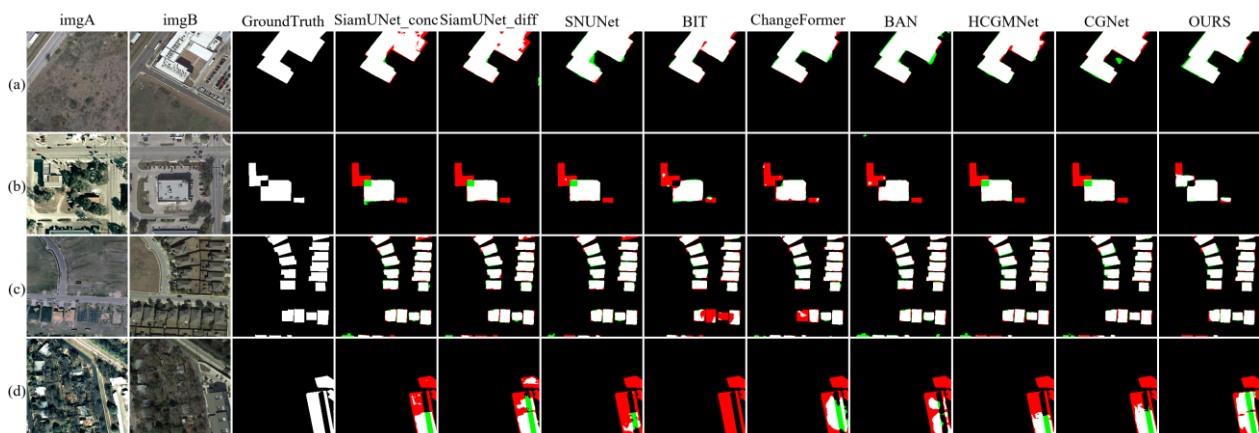 imgA imgB GroundTruth SiamUNet_conc SiamUNet_diff SNUNet BIT ChangeFormer BAN HCGMNet CGNet OURS
(a)
(b)
(c)
(d)